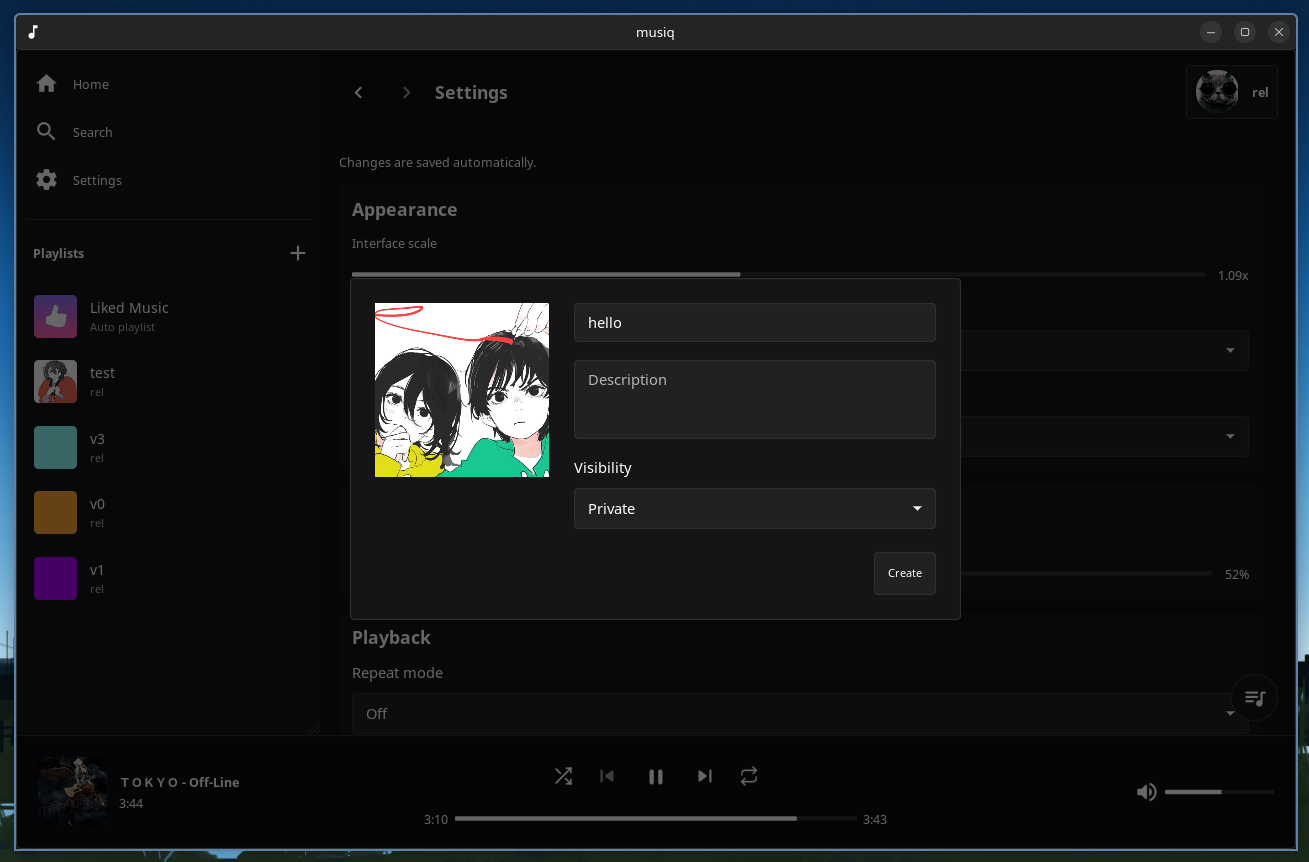 musiq
Home
Search
Settings
Playlists
Liked Music
Auto playlist
test
rel
v3
rel
v0
rel
v1
rel
Settings
rel
Changes are saved automatically.
Appearance
Interface scale
1.09x
hello
Description
Visibility
Private
Create
52%
Playback
Repeat mode
Off
T O K Y O - Off-Line
3:44
3:10
3:43